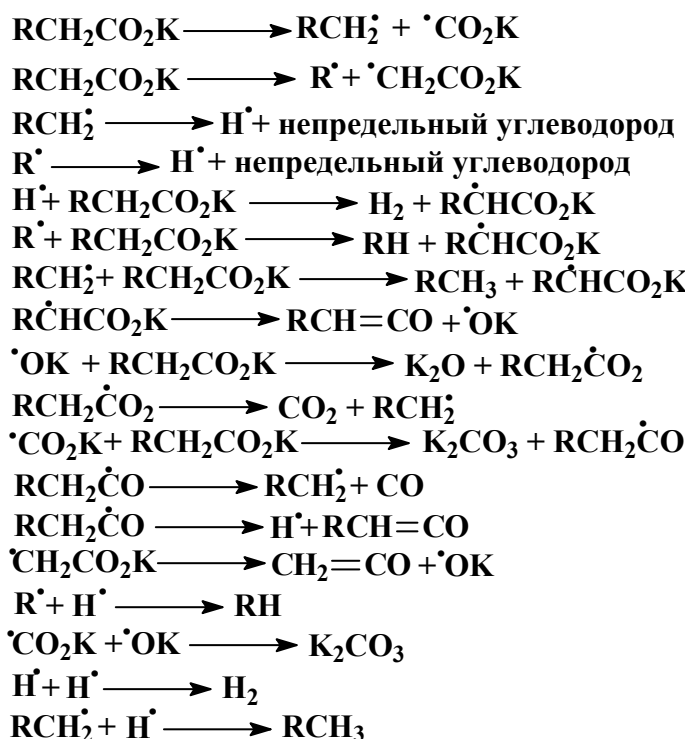 RCH₂CO₂K ⟶ RCH₂• + •CO₂K
RCH₂CO₂K ⟶ R• + •CH₂CO₂K
RCH₂• ⟶ H• + непредельный углеводород
R• ⟶ H• + непредельный углеводород
H• + RCH₂CO₂K ⟶ H₂ + RĊHCO₂K
R• + RCH₂CO₂K ⟶ RH + RĊHCO₂K
RCH₂• + RCH₂CO₂K ⟶ RCH₃ + RĊHCO₂K
RĊHCO₂K ⟶ RCH=CO + •OK
•OK + RCH₂CO₂K ⟶ K₂O + RCH₂ĊO₂
RCH₂ĊO₂ ⟶ CO₂ + RCH₂•
•CO₂K + RCH₂CO₂K ⟶ K₂CO₃ + RCH₂ĊO
RCH₂ĊO ⟶ RCH₂• + CO
RCH₂ĊO ⟶ H• + RCH=CO
•CH₂CO₂K ⟶ CH₂=CO + •OK
R• + H• ⟶ RH
•CO₂K + •OK ⟶ K₂CO₃
H• + H• ⟶ H₂
RCH₂• + H• ⟶ RCH₃